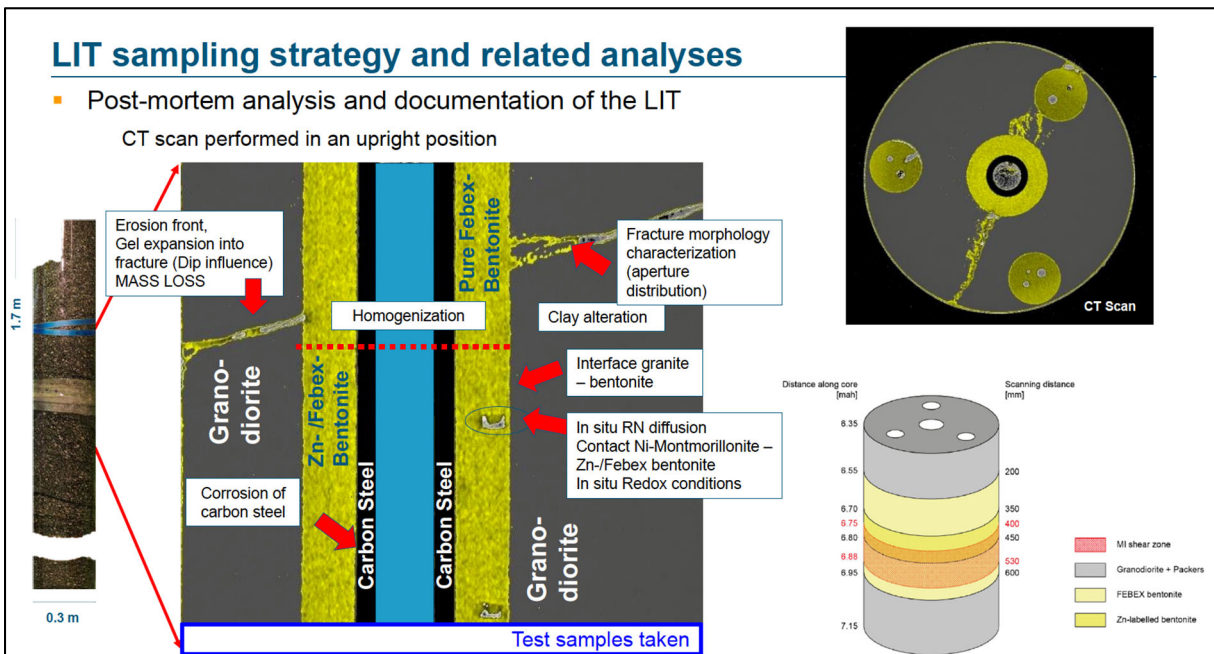 LIT sampling strategy and related analyses
Post-mortem analysis and documentation of the LIT
CT scan performed in an upright position
1.7 m
0.3 m
Erosion front,
Gel expansion into
fracture (Dip influence)
MASS LOSS
Grano-
diorite
Zn-/Febex-
Bentonite
Corrosion of
carbon steel
Carbon Steel
Homogenization
Carbon Steel
Pure Febex-
Bentonite
Fracture morphology
characterization
(aperture
distribution)
Clay alteration
Interface granite
– bentonite
In situ RN diffusion
Contact Ni-Montmorillonite –
Zn-/Febex bentonite
In situ Redox conditions
Grano-
diorite
Test samples taken
CT Scan
Distance along core
[mah]
6.35
6.55
6.70
6.75
6.80
6.88
6.95
7.15
Scanning distance
[mm]
200
350
400
450
530
600
MI shear zone
Granodiorite + Packers
FEBEX bentonite
Zn-labelled bentonite